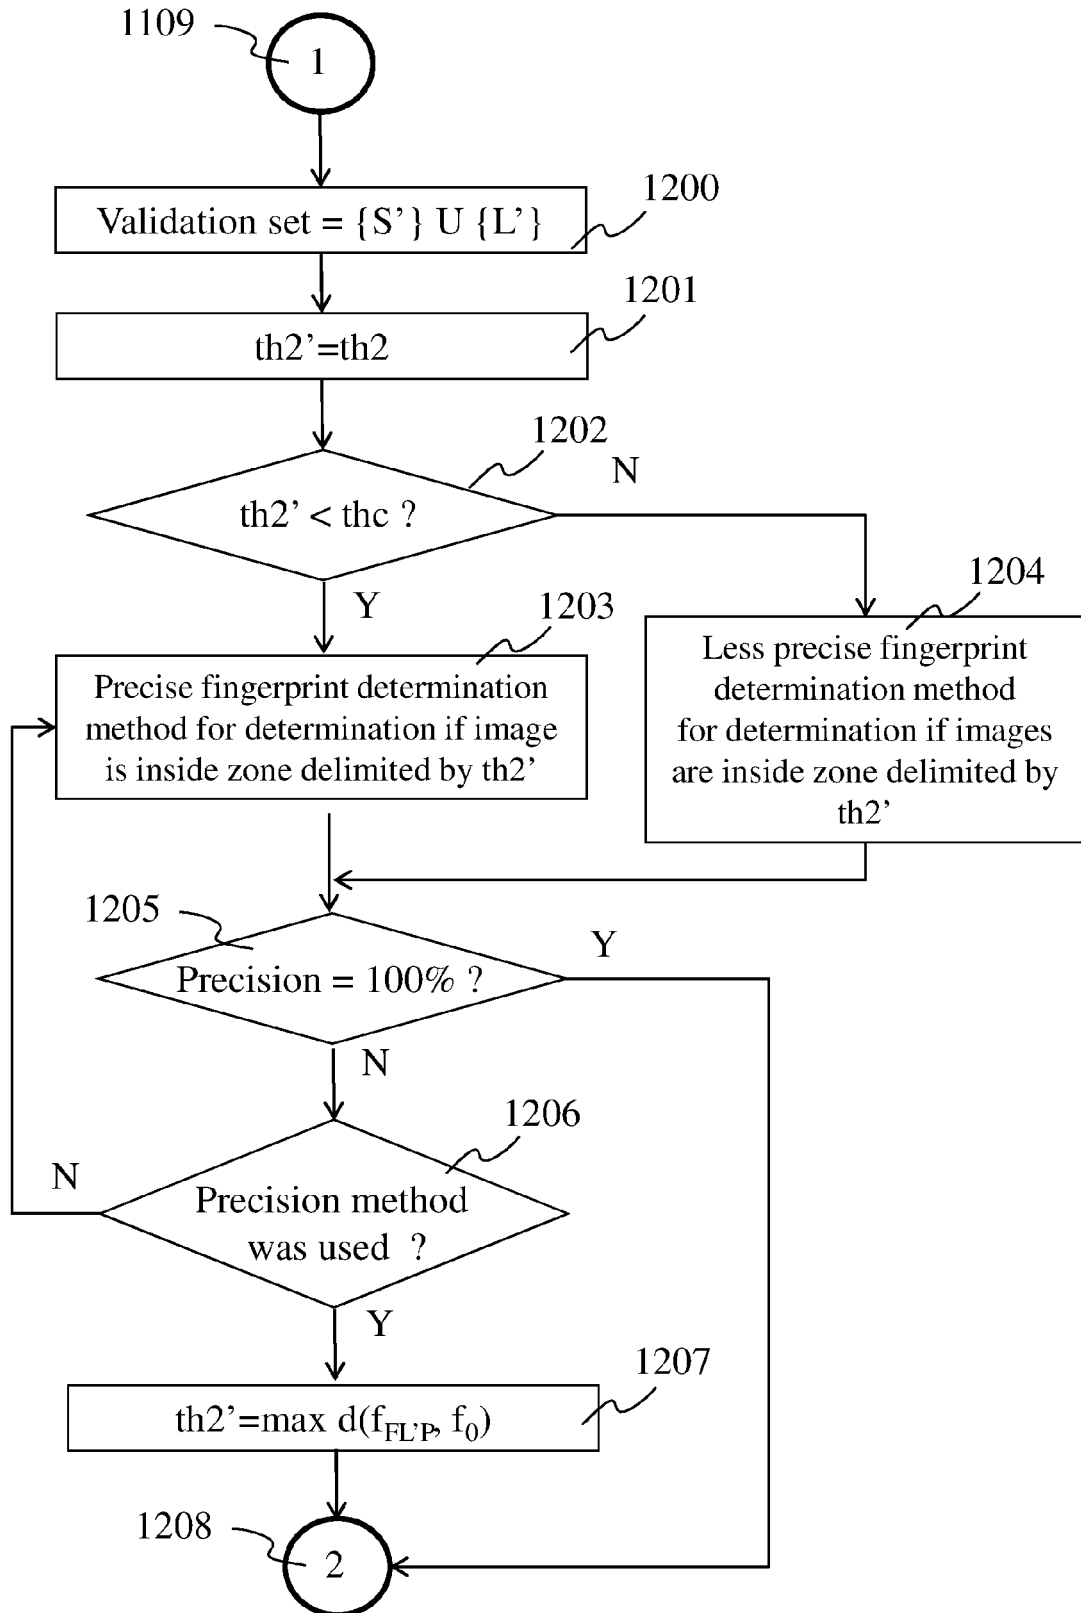 1109
1
1200
Validation set = {S’} U {L’}
1201
th2’=th2
1202
N
th2’ < thc ?
Y
1203
1204
Precise fingerprint determination
method for determination if image
is inside zone delimited by th2’
Less precise fingerprint
determination method
for determination if images
are inside zone delimited by
th2’
1205
Y
Precision = 100% ?
N
1206
N
Precision method
was used ?
Y
1207
th2’=max d(f_FL’P, f_0)
1208
2